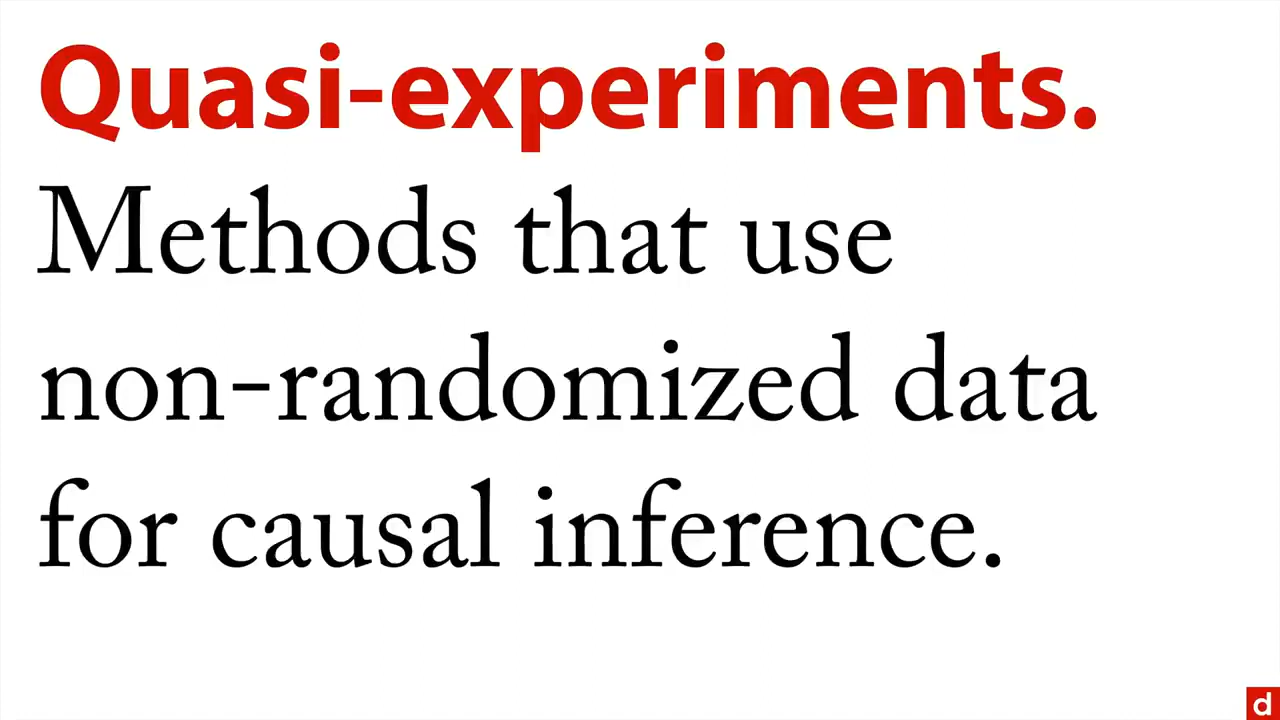 Quasi-experiments.
Methods that use
non-randomized data
for causal inference.
d